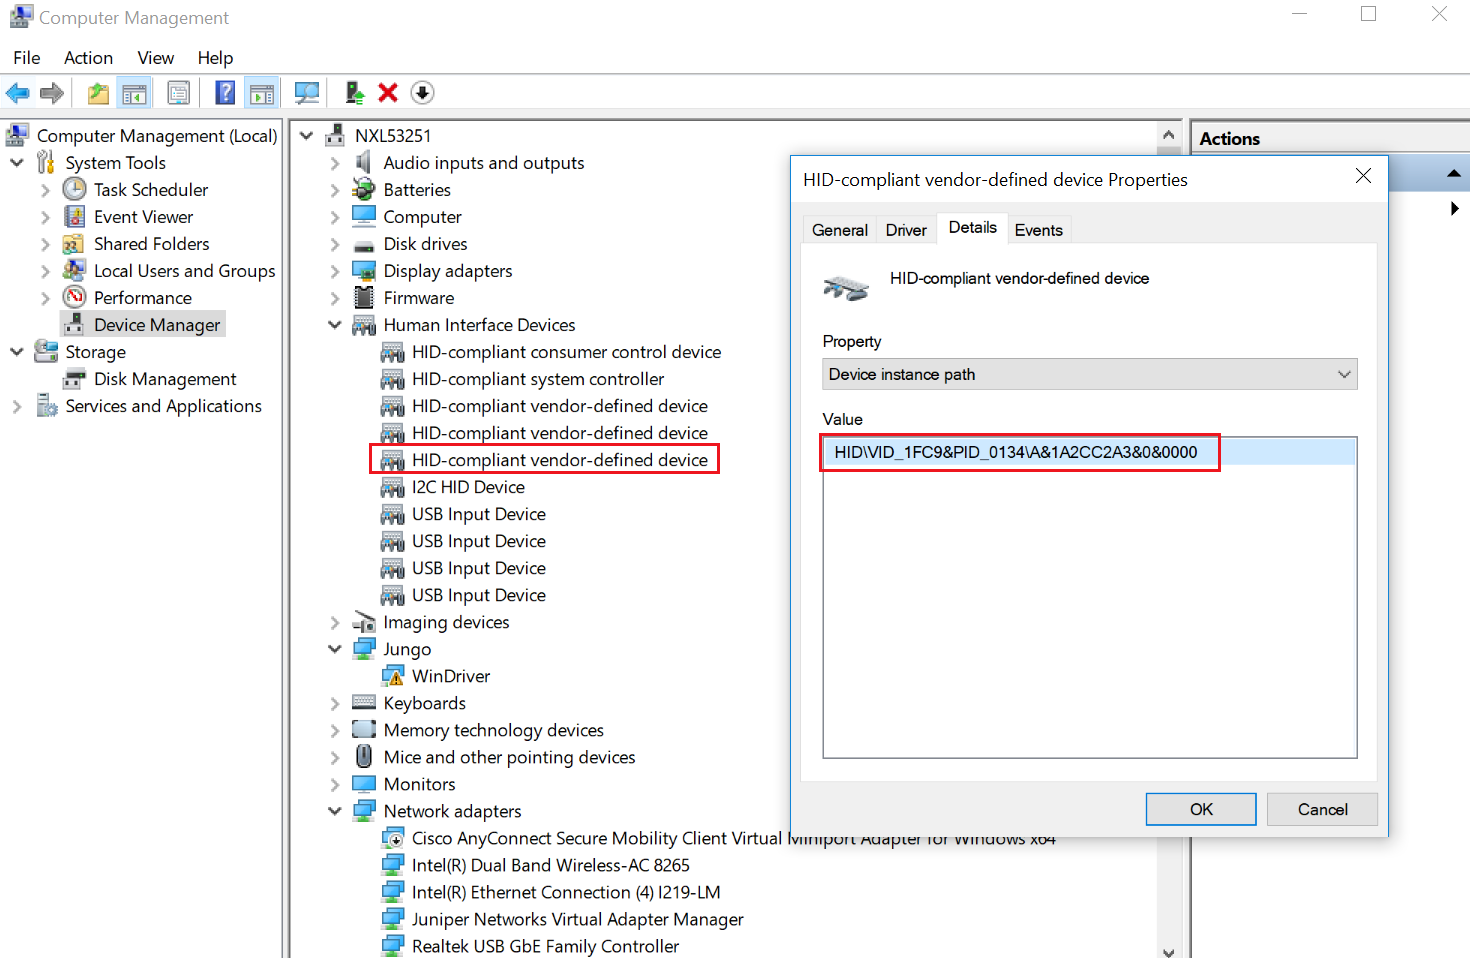 Computer Management
File Action View Help
Computer Management (Local)
System Tools
Task Scheduler
Event Viewer
Shared Folders
Local Users and Groups
Performance
Device Manager
Storage
Disk Management
Services and Applications
NXL53251
Audio inputs and outputs
Batteries
Computer
Disk drives
Display adapters
Firmware
Human Interface Devices
HID-compliant consumer control device
HID-compliant system controller
HID-compliant vendor-defined device
HID-compliant vendor-defined device
HID-compliant vendor-defined device
I2C HID Device
USB Input Device
USB Input Device
USB Input Device
USB Input Device
Imaging devices
Jungo
WinDriver
Keyboards
Memory technology devices
Mice and other pointing devices
Monitors
Network adapters
Cisco AnyConnect Secure Mobility Client Virtual Miniport Adapter for Windows x64
Intel(R) Dual Band Wireless-AC 8265
Intel(R) Ethernet Connection (4) I219-LM
Juniper Networks Virtual Adapter Manager
Realtek USB GbE Family Controller
Actions
HID-compliant vendor-defined device Properties
General Driver Details Events
HID-compliant vendor-defined device
Property
Device instance path
Value
HID\VID_1FC9&PID_0134\A&1A2CC2A3&0&0000
OK Cancel